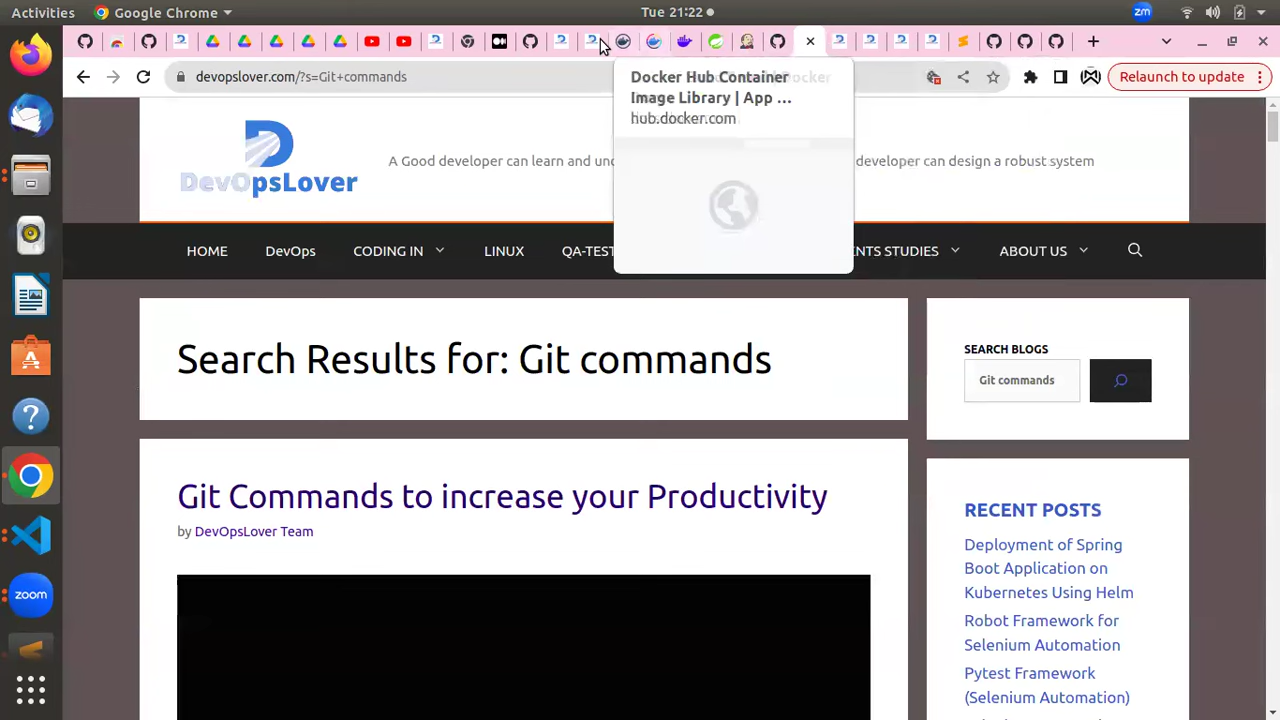 Activities
Google Chrome
Tue 21:22
zm
devopslover.com/?s=Git+commands
Relaunch to update
Docker Hub Container
Image Library | App ...
hub.docker.com
DevOpsLover
A Good developer can learn and un
developer can design a robust system
HOME
DevOps
CODING IN
LINUX
QA-TEST
ENTS STUDIES
ABOUT US
Search Results for: Git commands
SEARCH BLOGS
Git commands
Git Commands to increase your Productivity
by DevOpsLover Team
RECENT POSTS
Deployment of Spring
Boot Application on
Kubernetes Using Helm
Robot Framework for
Selenium Automation
Pytest Framework
(Selenium Automation)
zoom